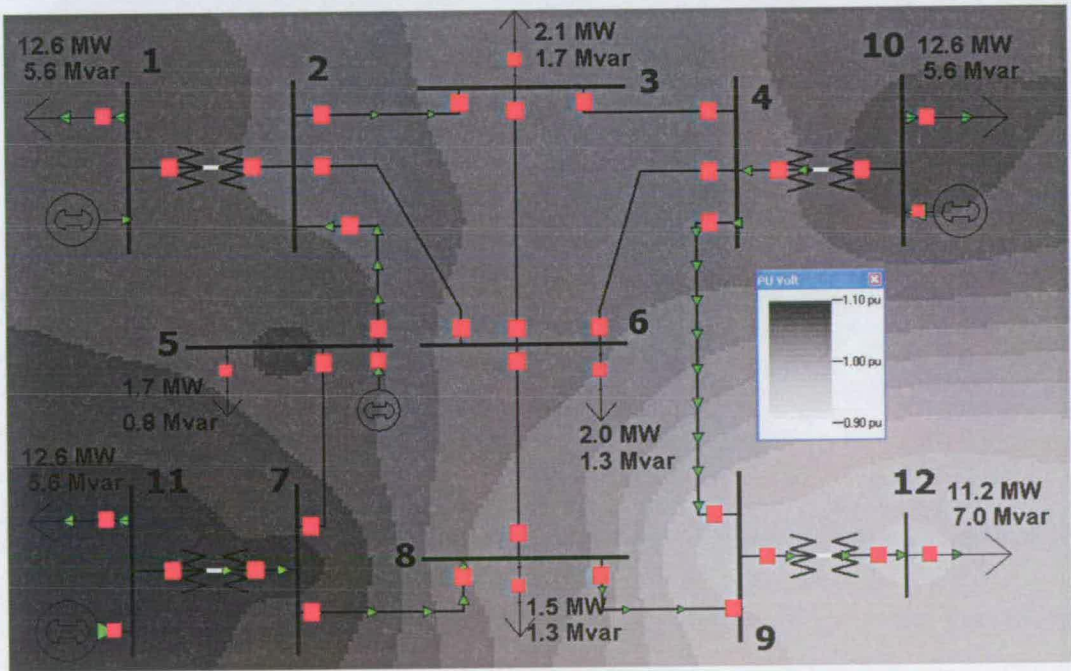 12.6 MW
5.6 Mvar
1
2
2.1 MW
1.7 Mvar
3
4
10
12.6 MW
5.6 Mvar
PU Volt
1.10 pu
1.00 pu
0.90 pu
5
1.7 MW
0.8 Mvar
6
2.0 MW
1.3 Mvar
12.6 MW
5.6 Mvar
11
7
8
1.5 MW
1.3 Mvar
9
12
11.2 MW
7.0 Mvar